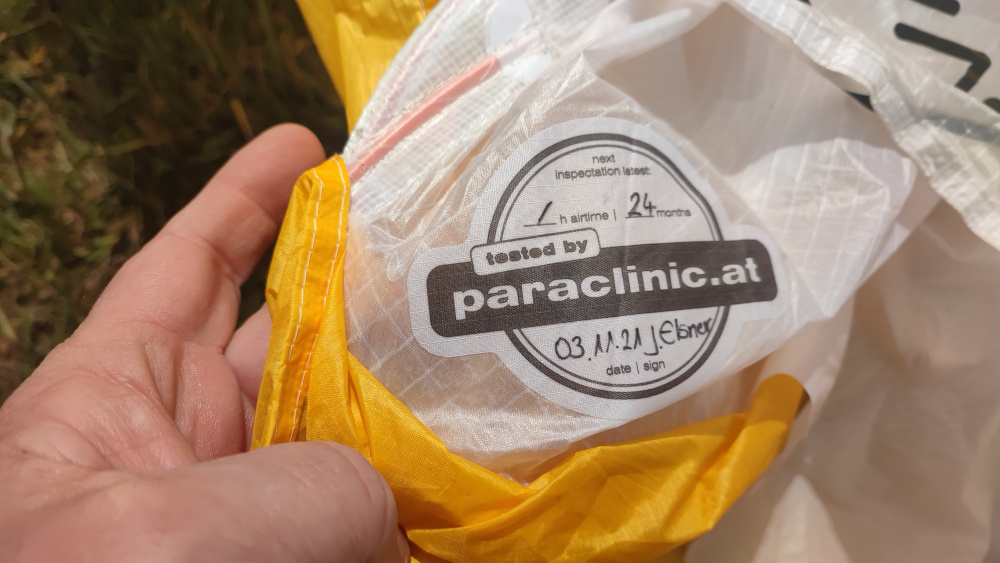 next
inspectation latest:
/ h airtime | 24 months
tested by
paraclinic.at
03.11.21 J.Elsner
date | sign